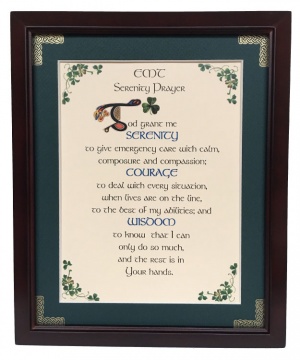 EMT
Serenity Prayer
God grant me
SERENITY
to give emergency care with calm,
composure and compassion;
COURAGE
to deal with every situation,
when lives are on the line,
to the best of my abilities; and
WISDOM
to know that I can
only do so much,
and the rest is in
Your hands.